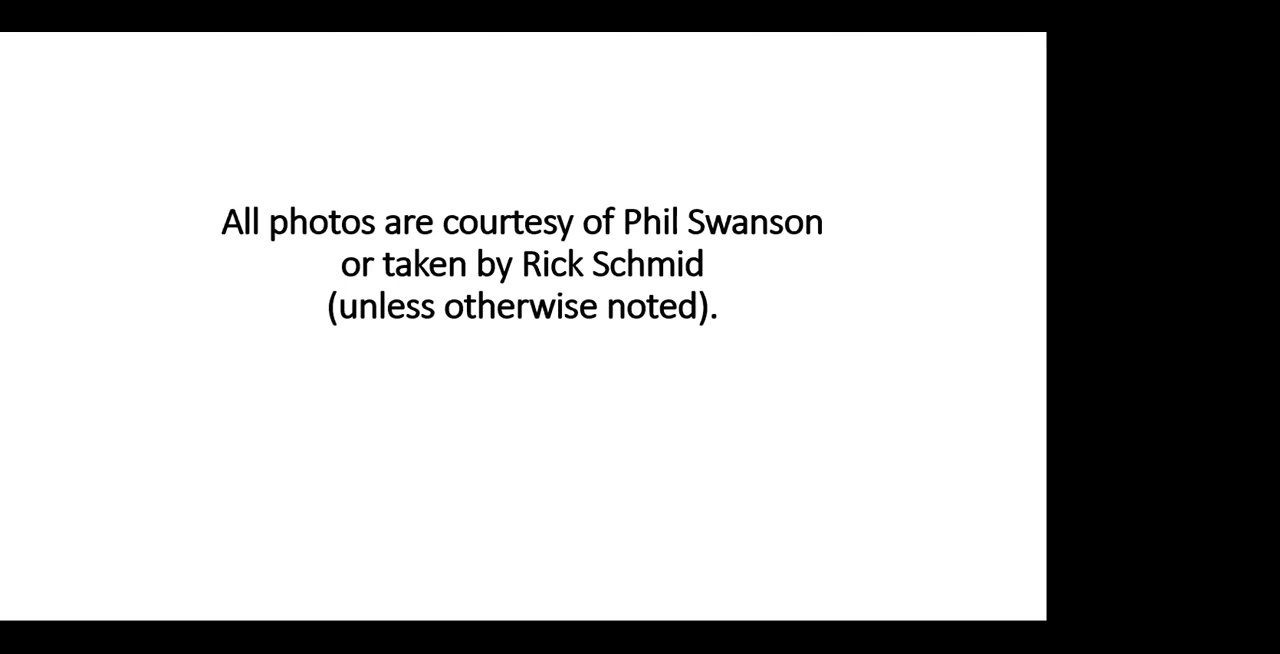 All photos are courtesy of Phil Swanson
or taken by Rick Schmid
(unless otherwise noted).